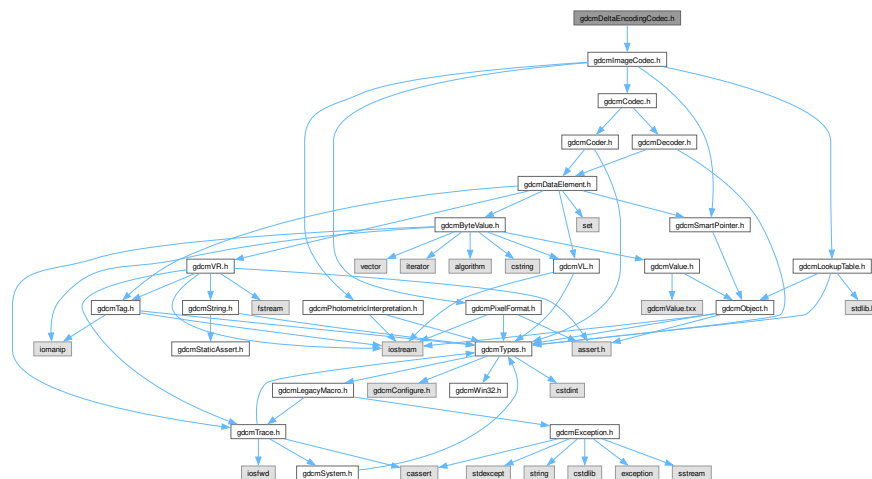 gdcmDeltaEncodingCodec.h
gdcmImageCodec.h
gdcmCodec.h
gdcmCoder.h
gdcmDecoder.h
gdcmDataElement.h
gdcmByteValue.h
set
gdcmSmartPointer.h
gdcmVR.h
vector
iterator
algorithm
cstring
gdcmVL.h
gdcmValue.h
gdcmLookupTable.h
gdcmTag.h
gdcmString.h
fstream
gdcmPhotometricInterpretation.h
gdcmPixelFormat.h
gdcmValue.txx
gdcmObject.h
stdlib.h
iomanip
gdcmStaticAssert.h
iostream
gdcmTypes.h
assert.h
gdcmLegacyMacro.h
gdcmConfigure.h
gdcmWin32.h
cstdint
gdcmTrace.h
gdcmException.h
iosfwd
gdcmSystem.h
cassert
stdexcept
string
cstdlib
exception
sstream